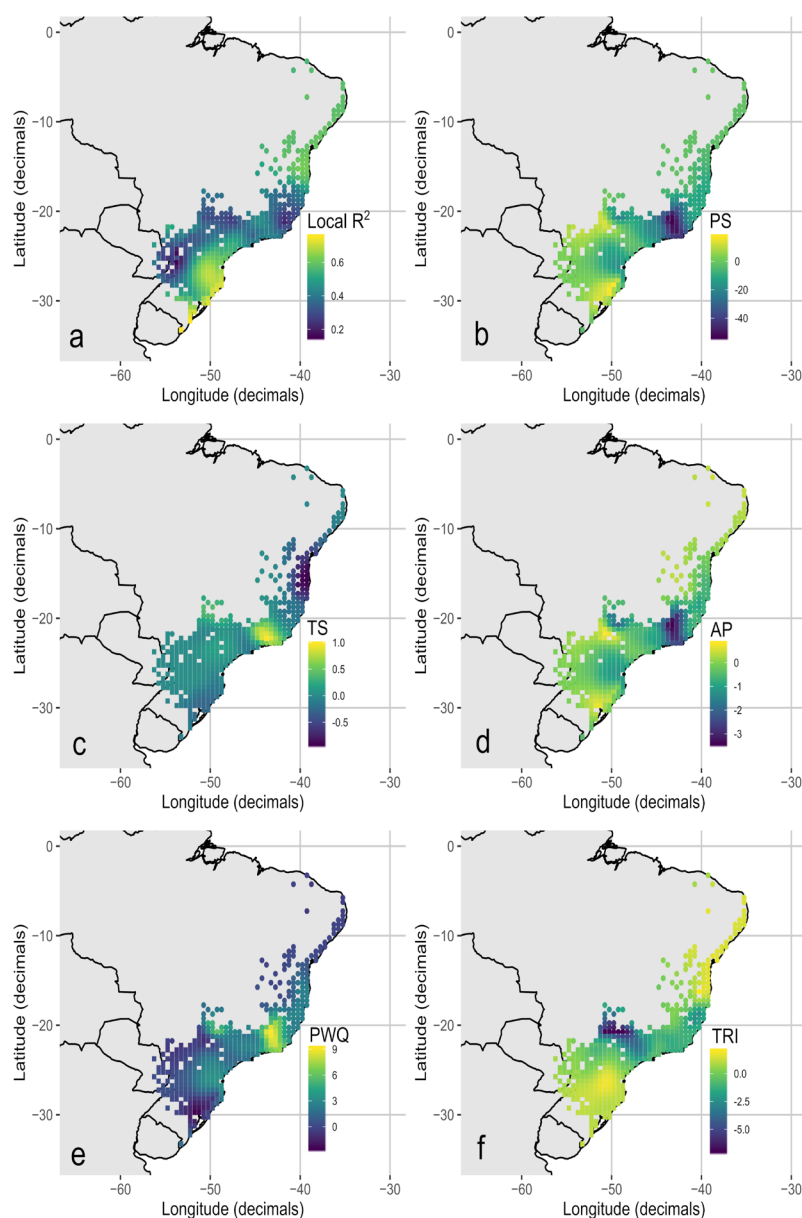 0
−10
−20
−30
Latitude (decimals)
Local R²
0.6
0.4
0.2
a
−60
−50
−40
−30
Longitude (decimals)
0
−10
−20
−30
Latitude (decimals)
PS
0
-20
-40
b
−60
−50
−40
−30
Longitude (decimals)
0
−10
−20
−30
Latitude (decimals)
TS
1.0
0.5
0.0
-0.5
c
−60
−50
−40
−30
Longitude (decimals)
0
−10
−20
−30
Latitude (decimals)
AP
0
-1
-2
-3
d
−60
−50
−40
−30
Longitude (decimals)
0
−10
−20
−30
Latitude (decimals)
PWQ
9
6
3
0
e
−60
−50
−40
−30
Longitude (decimals)
0
−10
−20
−30
Latitude (decimals)
TRI
0.0
-2.5
-5.0
f
−60
−50
−40
−30
Longitude (decimals)